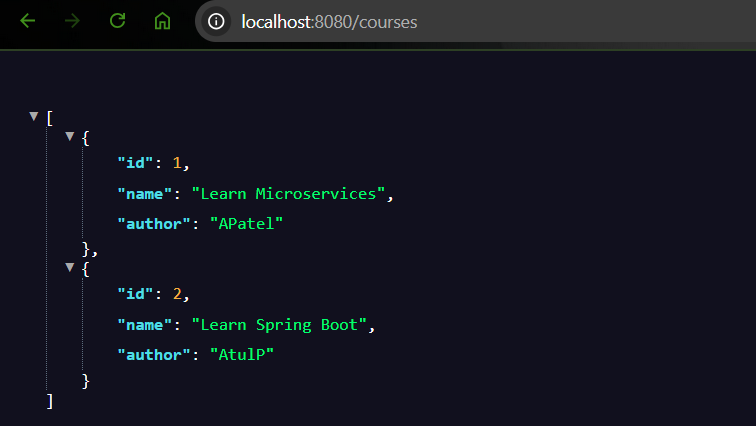 localhost:8080/courses
[
{
"id": 1,
"name": "Learn Microservices",
"author": "APatel"
},
{
"id": 2,
"name": "Learn Spring Boot",
"author": "AtulP"
}
]